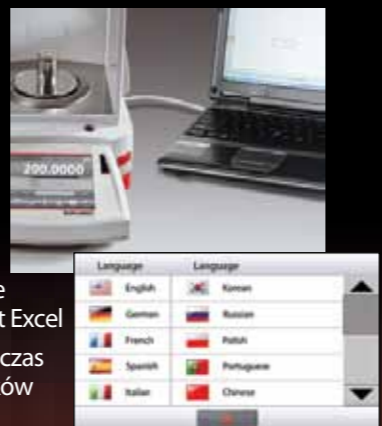 200.0000
e
t Excel
czas
ów
Language Language
English Korean
German Russian
French Polish
Spanish Portuguese
Italian Chinese